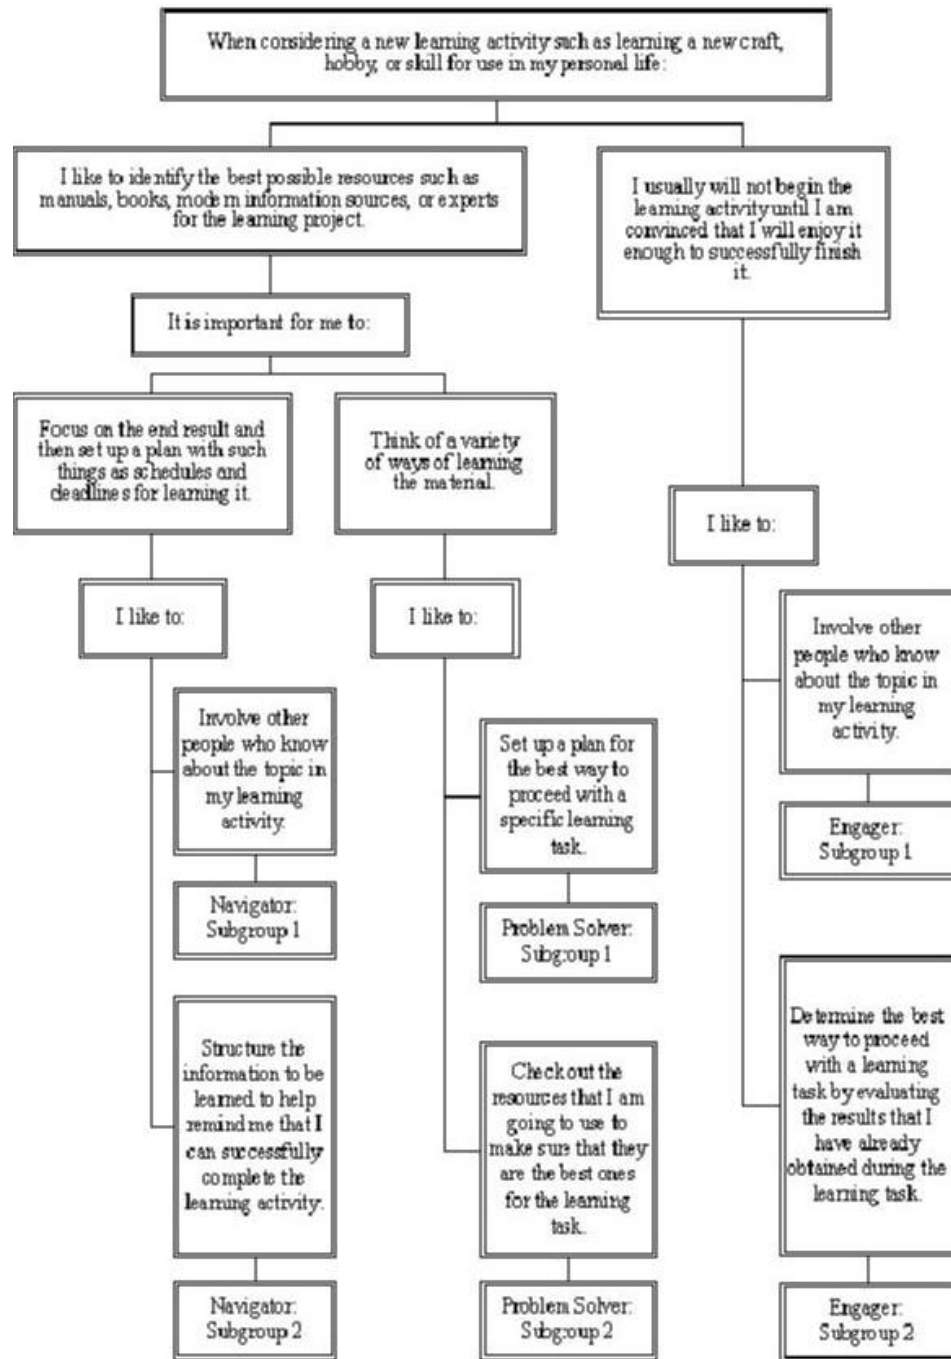 When considering a new learning activity such as learning a new craft,
hobby, or skill for use in my personal life:
I like to identify the best possible resources such as
manuals, books, modern information sources, or experts
for the learning project.
I usually will not begin the
learning activity until I am
convinced that I will enjoy it
enough to successfully finish
it.
It is important for me to:
Focus on the end result and
then set up a plan with such
things as schedules and
deadlines for learning it.
Think of a variety
of ways of learning
the material.
I like to:
I like to:
I like to:
Involve other
people who know
about the topic in
my learning
activity.
Navigator:
Subgroup 1
Structure the
information to be
learned to help
remind me that I
can successfully
complete the
learning activity.
Navigator:
Subgroup 2
Set up a plan for
the best way to
proceed with a
specific learning
task.
Problem Solver:
Subgroup 1
Check out the
resources that I am
going to use to
make sure that they
are the best ones
for the learning
task.
Problem Solver:
Subgroup 2
Involve other
people who know
about the topic in
my learning
activity.
Engager:
Subgroup 1
Determine the best
way to proceed
with a learning
task by evaluating
the results that I
have already
obtained during the
learning task.
Engager:
Subgroup 2